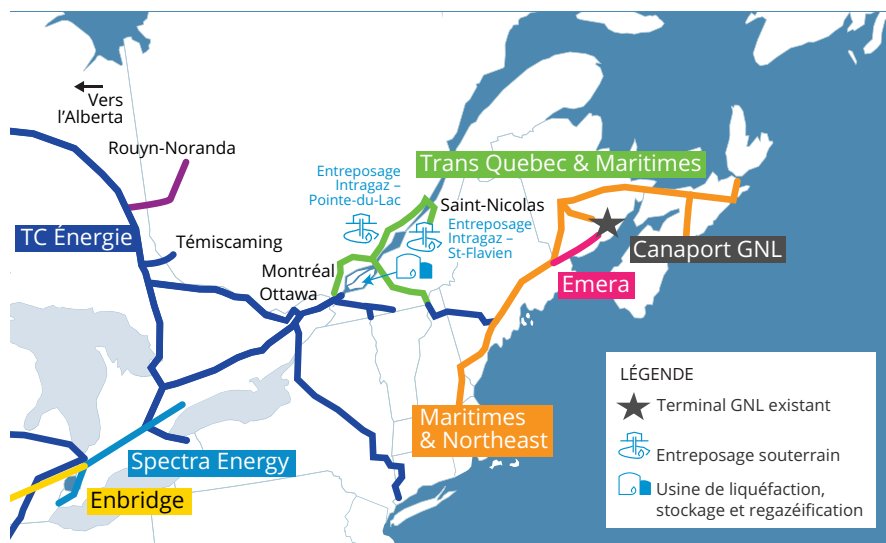 Vers
l'Alberta
Rouyn-Noranda
Entreposage
Intragaz –
Pointe-du-Lac
Trans Quebec & Maritimes
Saint-Nicolas
Entreposage
Intragaz –
St-Flavien
TC Énergie
Témiscaming
Canaport GNL
Montréal
Ottawa
Emera
Maritimes
& Northeast
Spectra Energy
Enbridge
LÉGENDE
Terminal GNL existant
Entreposage souterrain
Usine de liquéfaction,
stockage et regazéification